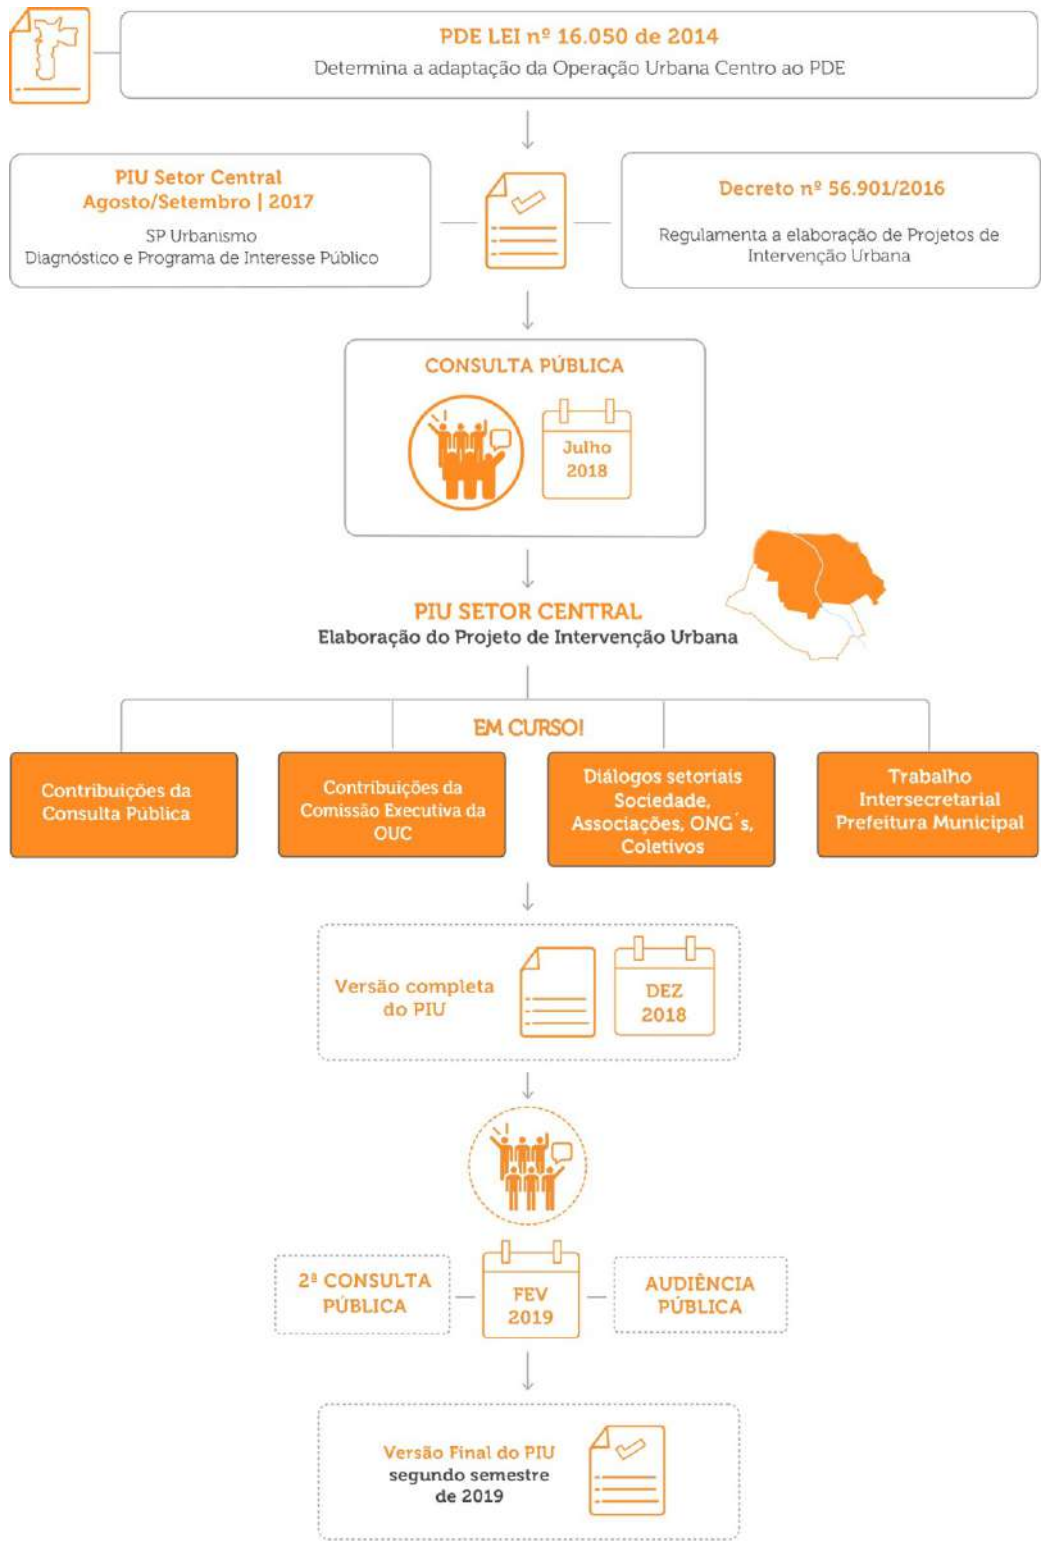 PDE LEI nº 16.050 de 2014
Determina a adaptação da Operação Urbana Centro ao PDE
PIU Setor Central
Agosto/Setembro | 2017
SP Urbanismo
Diagnóstico e Programa de Interesse Público
Decreto nº 56.901/2016
Regulamenta a elaboração de Projetos de
Intervenção Urbana
CONSULTA PÚBLICA
Julho
2018
PIU SETOR CENTRAL
Elaboração do Projeto de Intervenção Urbana
EM CURSO!
Contribuições da
Consulta Pública
Contribuições da
Comissão Executiva da
OUC
Diálogos setoriais
Sociedade,
Associações, ONG´s,
Coletivos
Trabalho
Intersecretarial
Prefeitura Municipal
Versão completa
do PIU
DEZ
2018
2ª CONSULTA
PÚBLICA
FEV
2019
AUDIÊNCIA
PÚBLICA
Versão Final do PIU
segundo semestre
de 2019